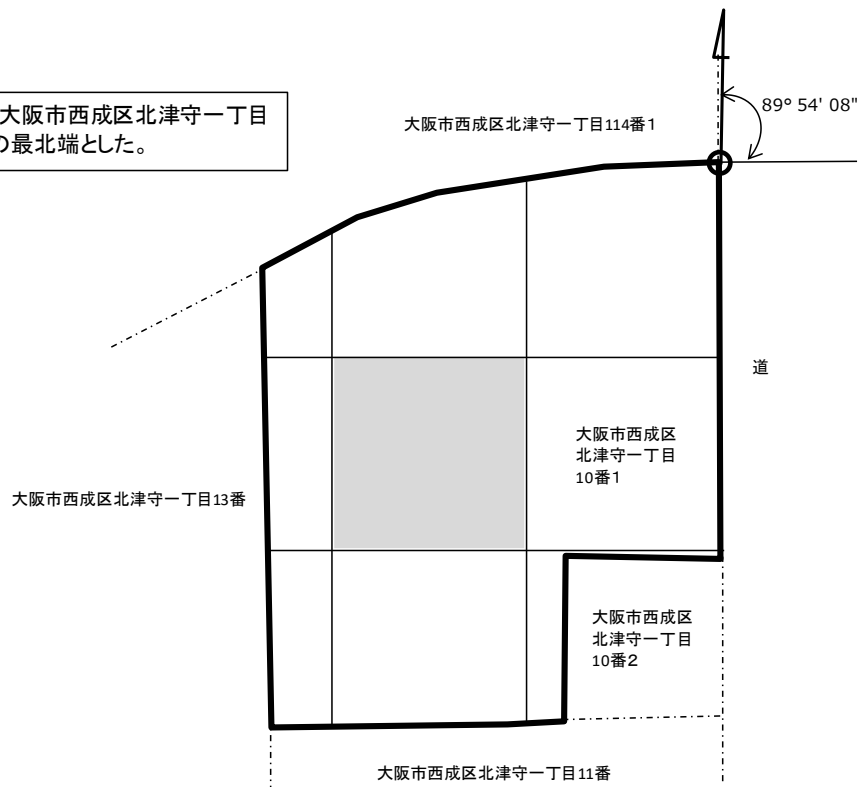 大阪市西成区北津守一丁目
の最北端とした。
大阪市西成区北津守一丁目114番1
89° 54' 08"
道
大阪市西成区
北津守一丁目
10番1
大阪市西成区北津守一丁目13番
大阪市西成区
北津守一丁目
10番2
大阪市西成区北津守一丁目11番